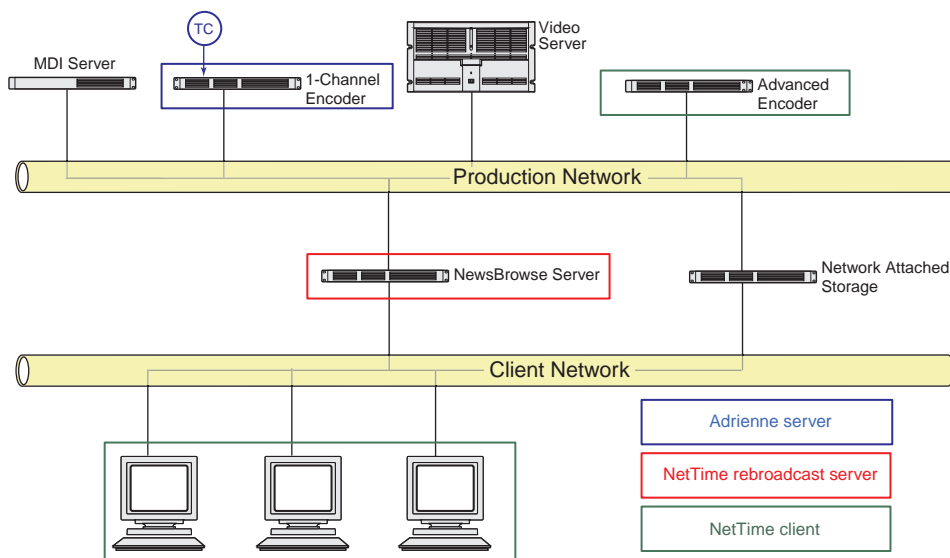 TC
Video
Server
MDI Server
1-Channel
Encoder
Advanced
Encoder
Production Network
NewsBrowse Server
Network Attached
Storage
Client Network
Adrienne server
NetTime rebroadcast server
NetTime client